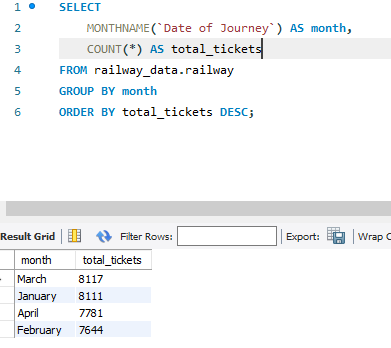 1 SELECT
2 MONTHNAME(`Date of Journey`) AS month,
3 COUNT(*) AS total_tickets
4 FROM railway_data.railway
5 GROUP BY month
6 ORDER BY total_tickets DESC;
Result Grid Filter Rows: Export: Wrap C
month total_tickets
March 8117
January 8111
April 7781
February 7644